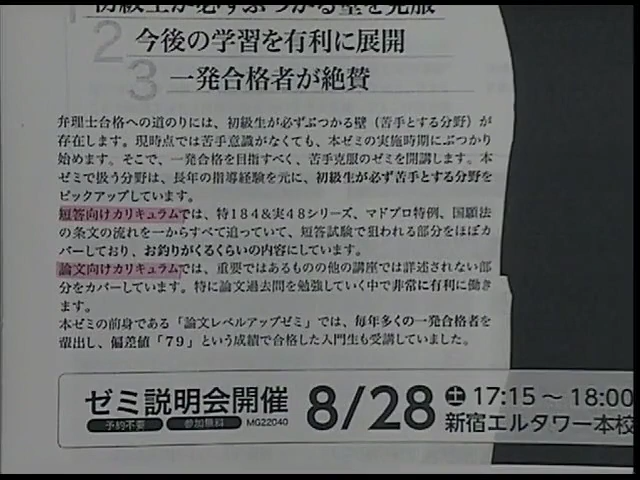 初級生が必ずぶつかる壁を克服
2 今後の学習を有利に展開
3 一発合格者が絶賛
弁理士合格への道のりには、初級生が必ずぶつかる壁（苦手とする分野）が
存在します。現時点では苦手意識がなくても、本ゼミの実施時期にぶつかり
始めます。そこで、一発合格を目指すべく、苦手克服のゼミを開講します。本
ゼミで扱う分野は、長年の指導経験を元に、初級生が必ず苦手とする分野を
ピックアップしています。
短答向けカリキュラムでは、特184&実48シリーズ、マドプロ特例、国願法
の条文の流れを一からすべて追っていて、短答試験で狙われる部分をほぼカ
バーしており、お釣りがくるくらいの内容にしています。
論文向けカリキュラムでは、重要ではあるものの他の講座では詳述されない部
分をカバーしています。特に論文過去問を勉強していく中で非常に有利に働き
ます。
本ゼミの前身である「論文レベルアップゼミ」では、毎年多くの一発合格者を
輩出し、偏差値「79」という成績で合格した入門生も受講していました。
ゼミ説明会開催 8/28 土 17:15～18:00
予約不要 参加無料 MG22040 新宿エルタワー本校